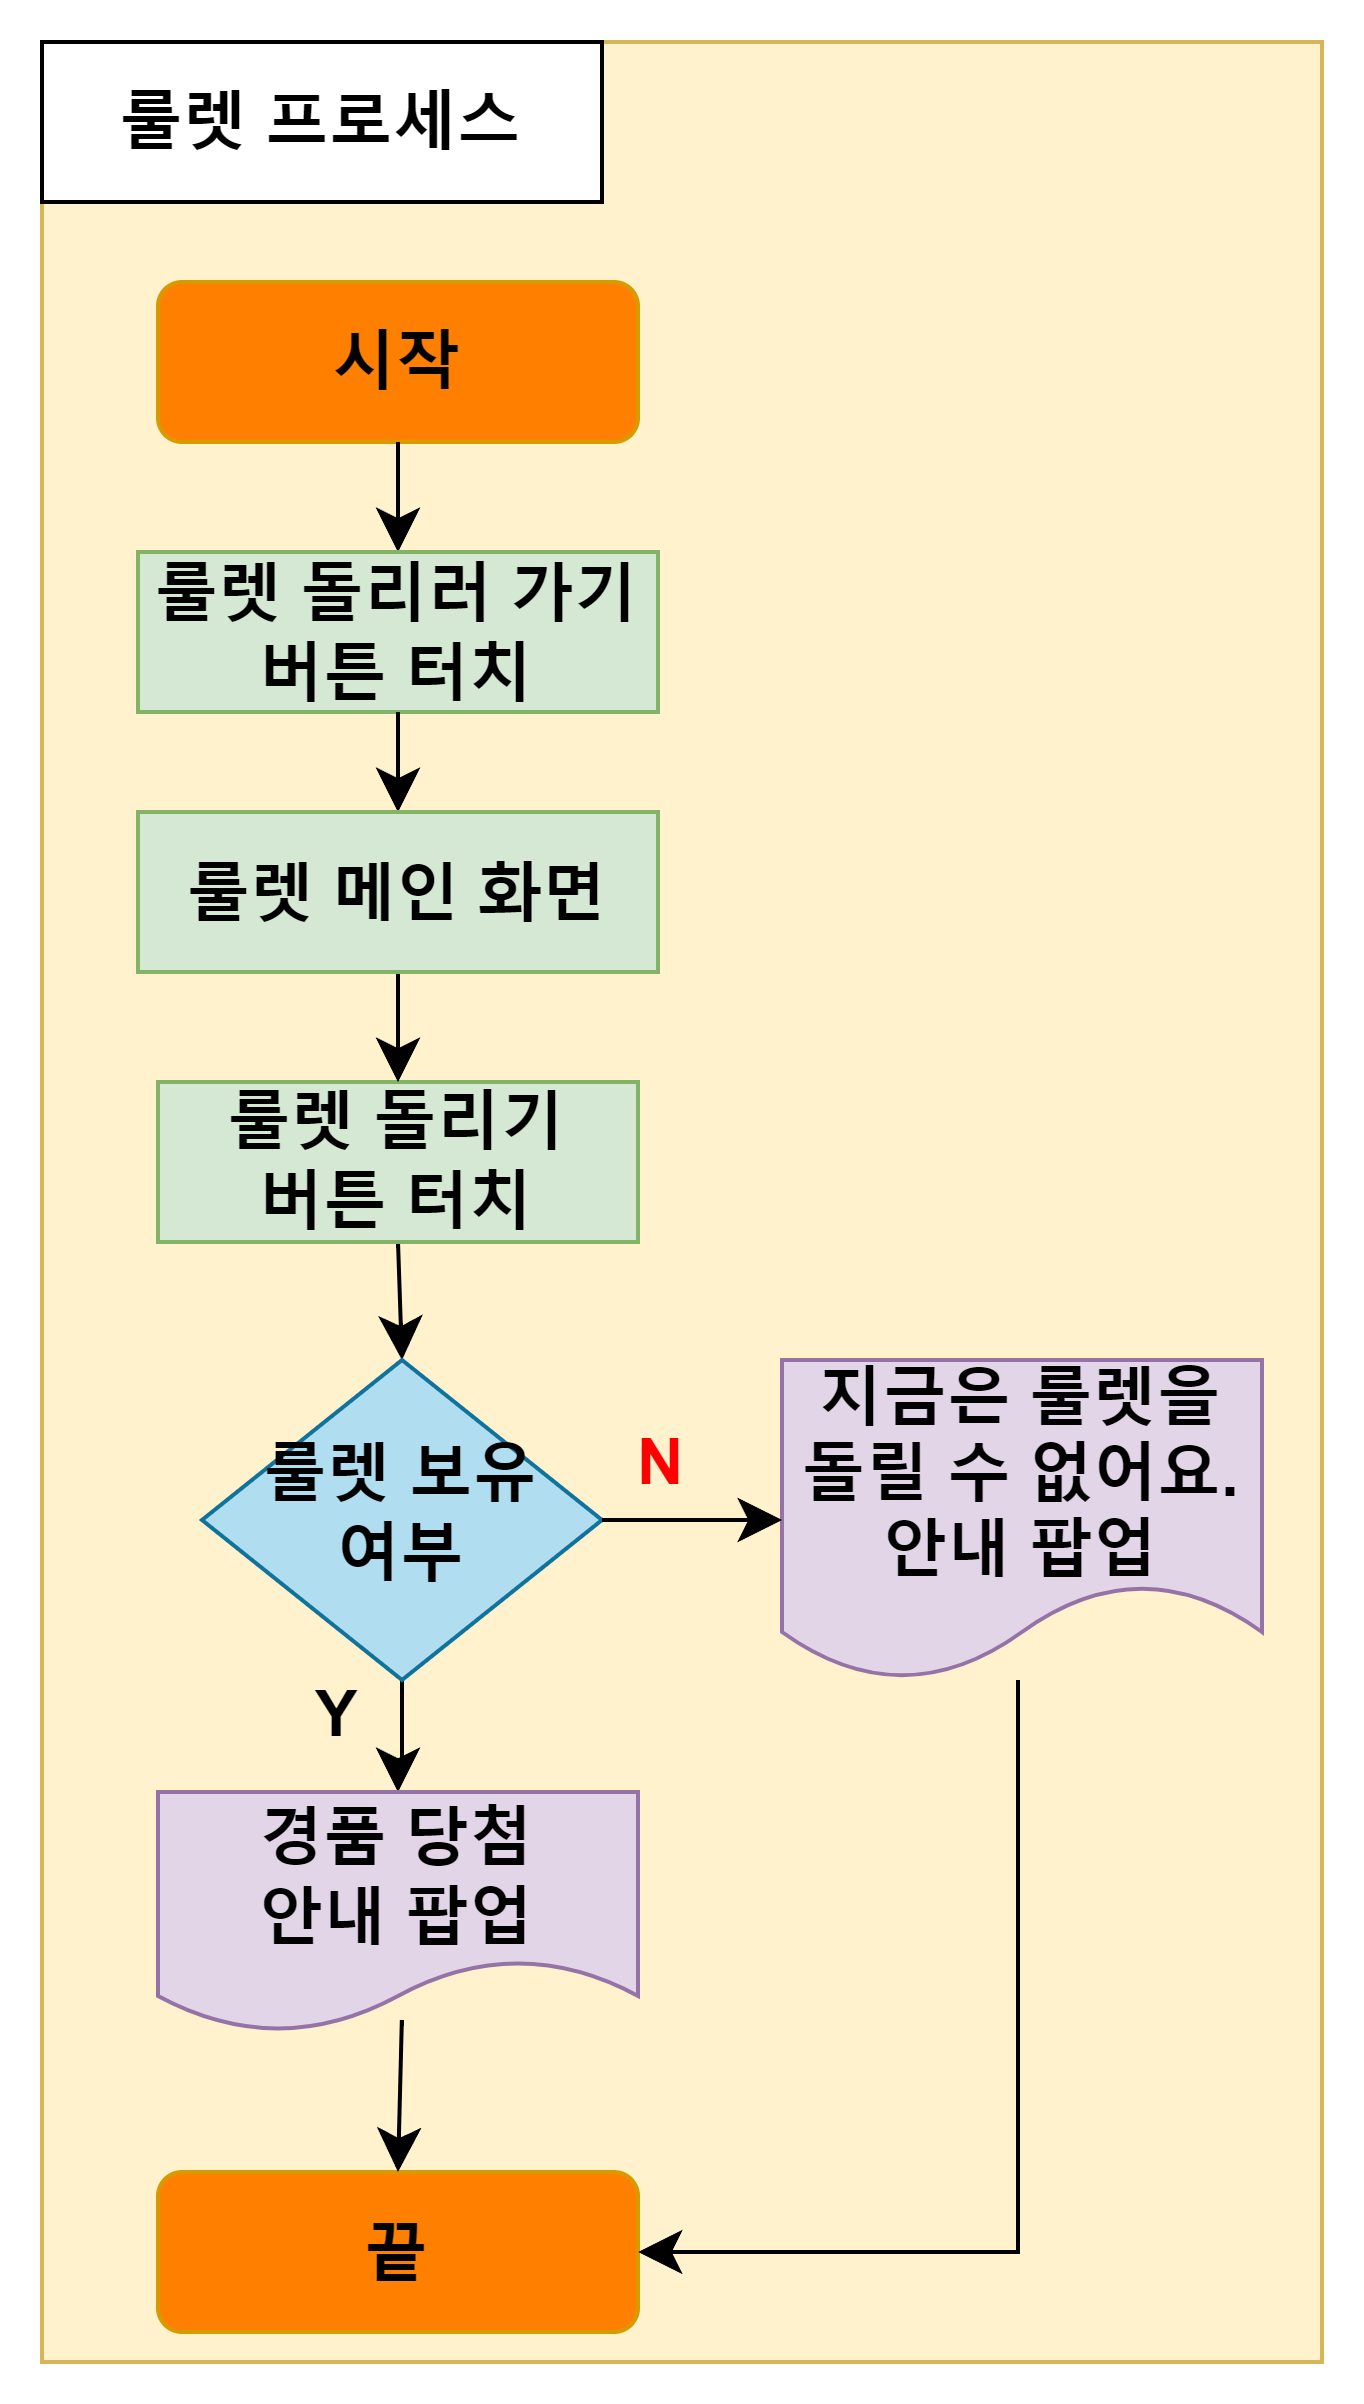 룰렛 프로세스
시작
룰렛 돌리러 가기
버튼 터치
룰렛 메인 화면
룰렛 돌리기
버튼 터치
룰렛 보유
여부
N
지금은 룰렛을
돌릴 수 없어요.
안내 팝업
Y
경품 당첨
안내 팝업
끝